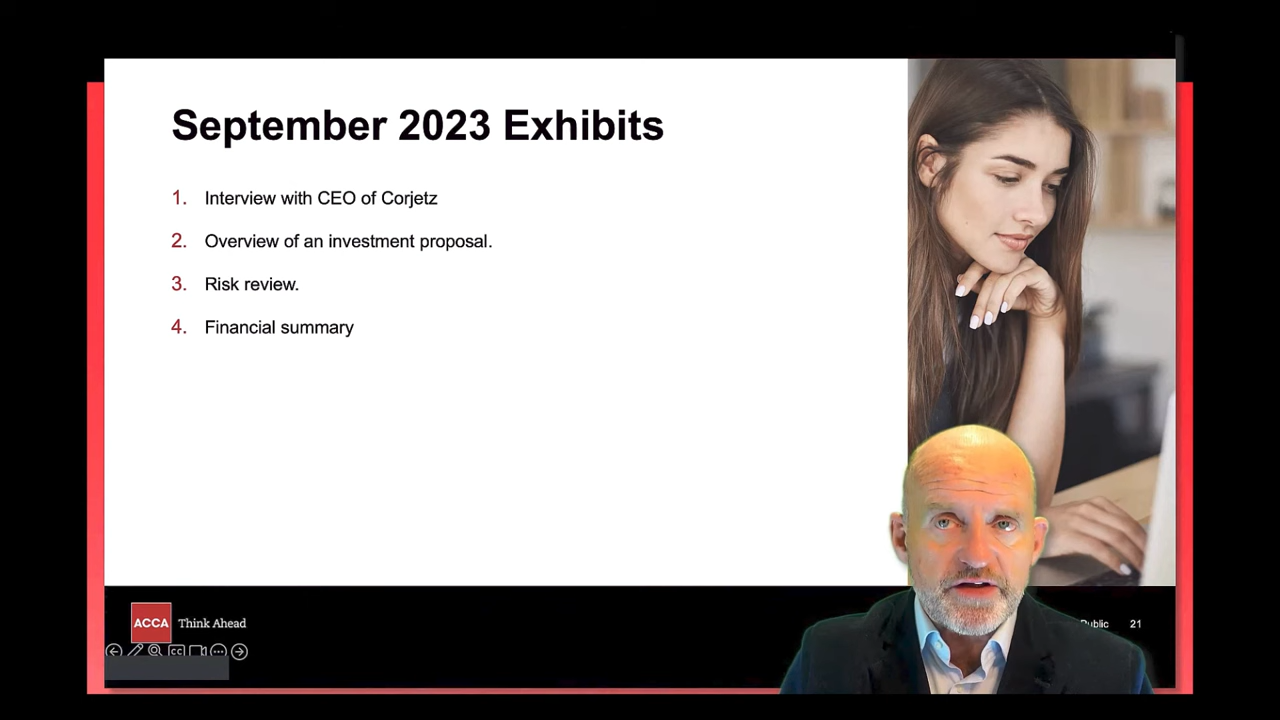 September 2023 Exhibits
1. Interview with CEO of Corjetz
2. Overview of an investment proposal.
3. Risk review.
4. Financial summary
ACCA Think Ahead
Public 21
CC